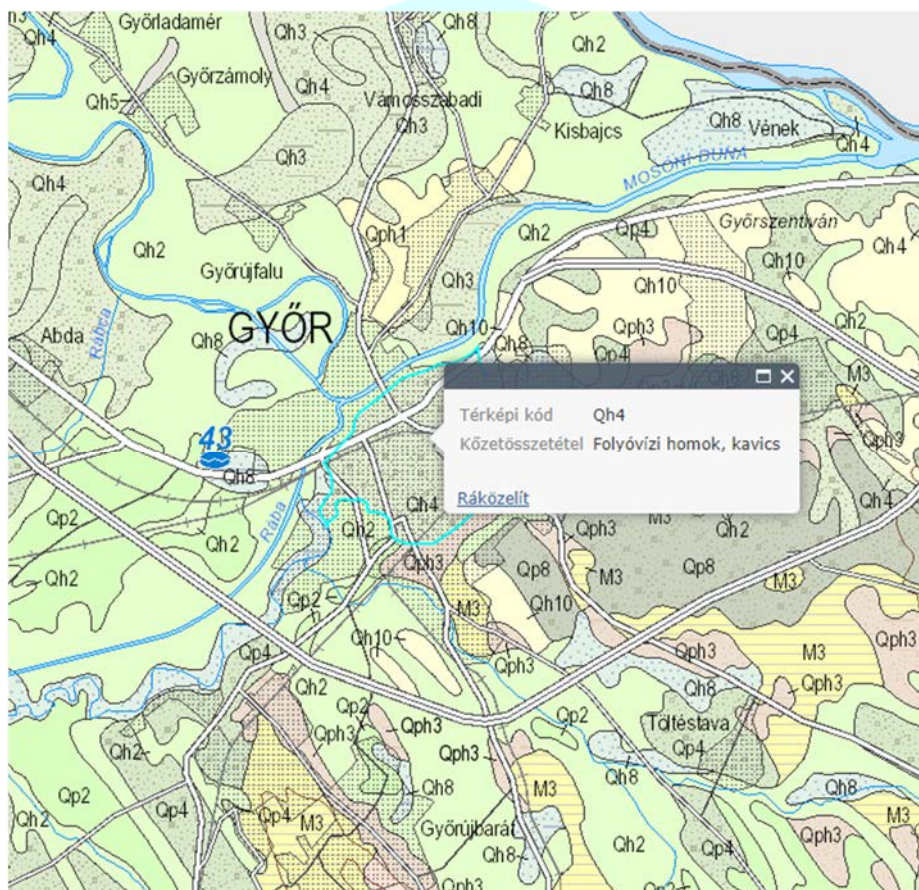 Győrladamér
Qh8
h3
Qh4
Qh3
Qh2
Győrzámoly
Qh4
Qh8
Qh5
Vámosszabadi
Kisbajcs
Qh8
Vének
Qh4
Qh3
Qh3
MOSONI-DUNA
Qh4
Győrszentiván
Qh2
Qp4
Qh4
Qh2
Qph1
Qh10
Győrújfalu
Qh3
Qh10
Rábca
GYŐR
Qph3
Qp4
Qh2
Abda
Qh8
Qh10
Qh8
Qp4
M3
Térképi kód Qh4
Kőzetösszetétel Folyóvízi homok, kavics
Ráközelít
Qph3
43
Qh8
Qh4
Qp2
Rába
Qh2
Qh4
Qph3
M3
Qh2
Qh2
Qph3
Qp8
M3
Qp8
M3
Qh2
Qp2
M3
Qh10
Qh10
Qph3
M3
Qph3
Qp4
Qh2
Qh8
Qph3
Qp2
Qph3
Qph3
Qp2
Töltéstava
Qp4
Qh2
Qph3
Qh8
Qp2
Qh8
M3
Qp4
Qp4
M3
Győrújbarát
Qh2
Qph3
M3
Qh2
Qh8
Qp4
Qph3
Qp2